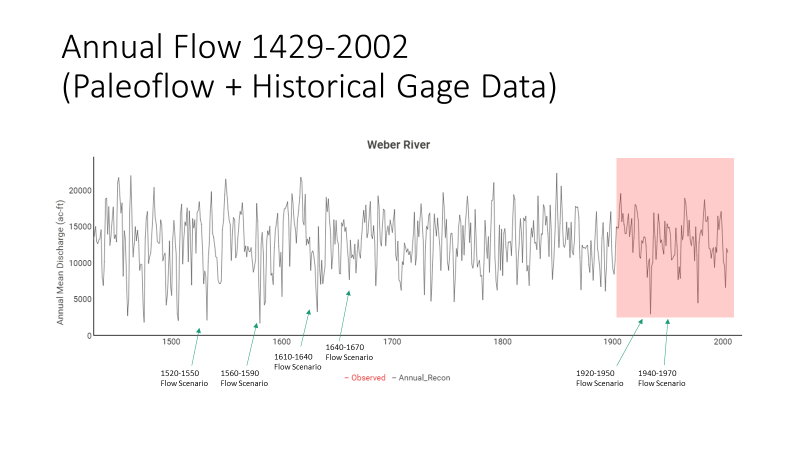 Annual Flow 1429-2002
(Paleoflow + Historical Gage Data)
Weber River
Annual Mean Discharge (ac-ft)
20000
15000
10000
5000
0
1500
1600
1700
1800
1900
2000
1520-1550
Flow Scenario
1560-1590
Flow Scenario
1610-1640
Flow Scenario
1640-1670
Flow Scenario
1920-1950
Flow Scenario
1940-1970
Flow Scenario
– Observed – Annual_Recon